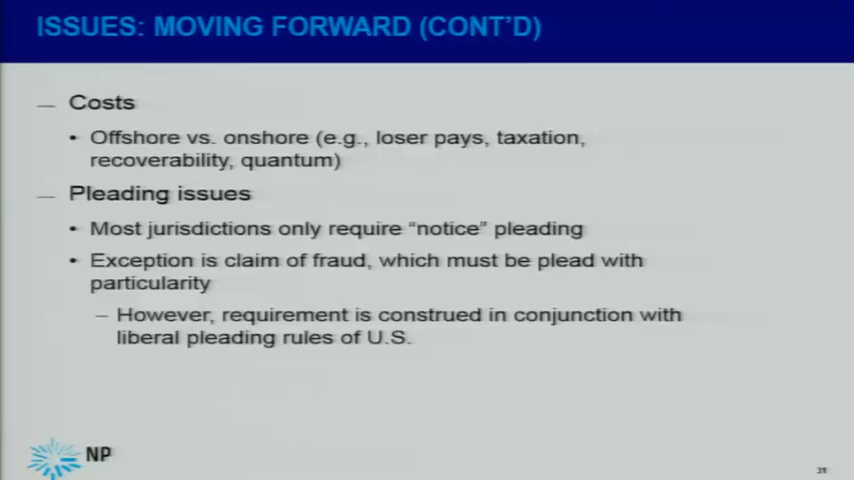 ISSUES: MOVING FORWARD (CONT'D)
— Costs
• Offshore vs. onshore (e.g., loser pays, taxation,
recoverability, quantum)
— Pleading issues
• Most jurisdictions only require “notice” pleading
• Exception is claim of fraud, which must be plead with
particularity
– However, requirement is construed in conjunction with
liberal pleading rules of U.S.
NP